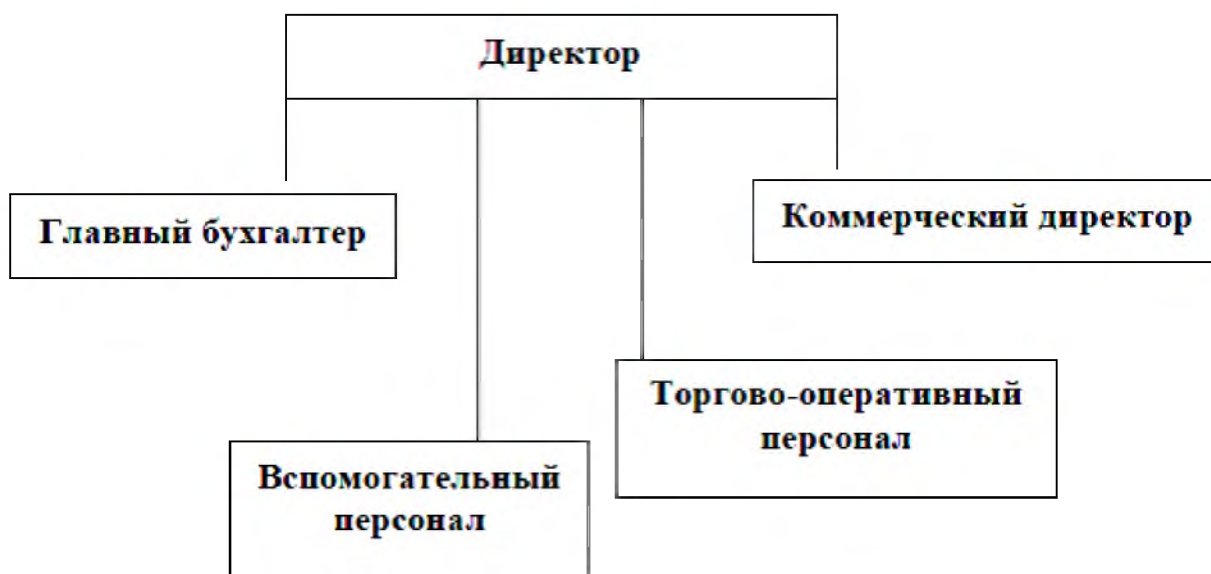 Директор
Главный бухгалтер
Коммерческий директор
Торгово-оперативный
персонал
Вспомогательный
персонал